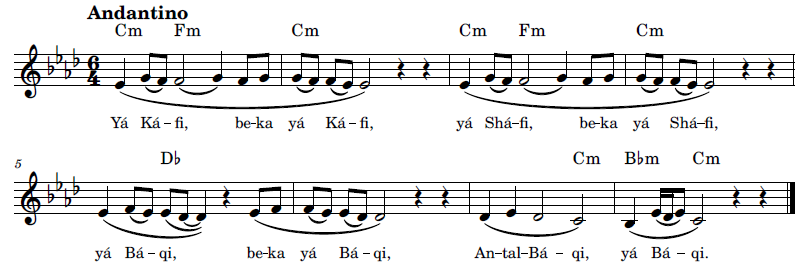 Andantino
Cm Fm Cm Cm Fm Cm
6
4
Yá Ká – fi, be–ka yá Ká – fi, yá Shá–fi, be–ka yá Shá–fi,
5
D♭ Cm B♭m Cm
yá Bá – qi, be–ka yá Bá – qi, An–tal–Bá – qi, yá Bá – qi.